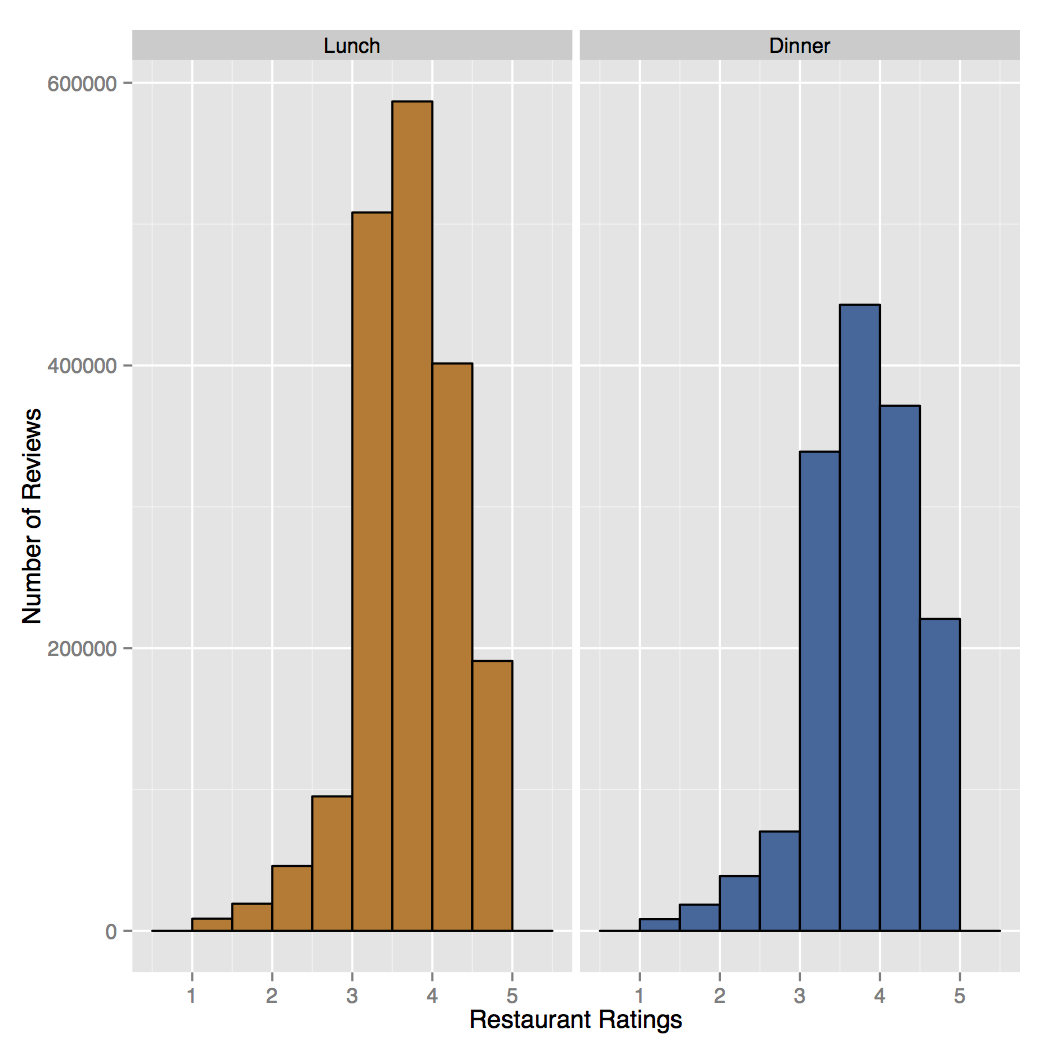 Lunch
Dinner
600000
400000
200000
0
Number of Reviews
1 2 3 4 5
1 2 3 4 5
Restaurant Ratings